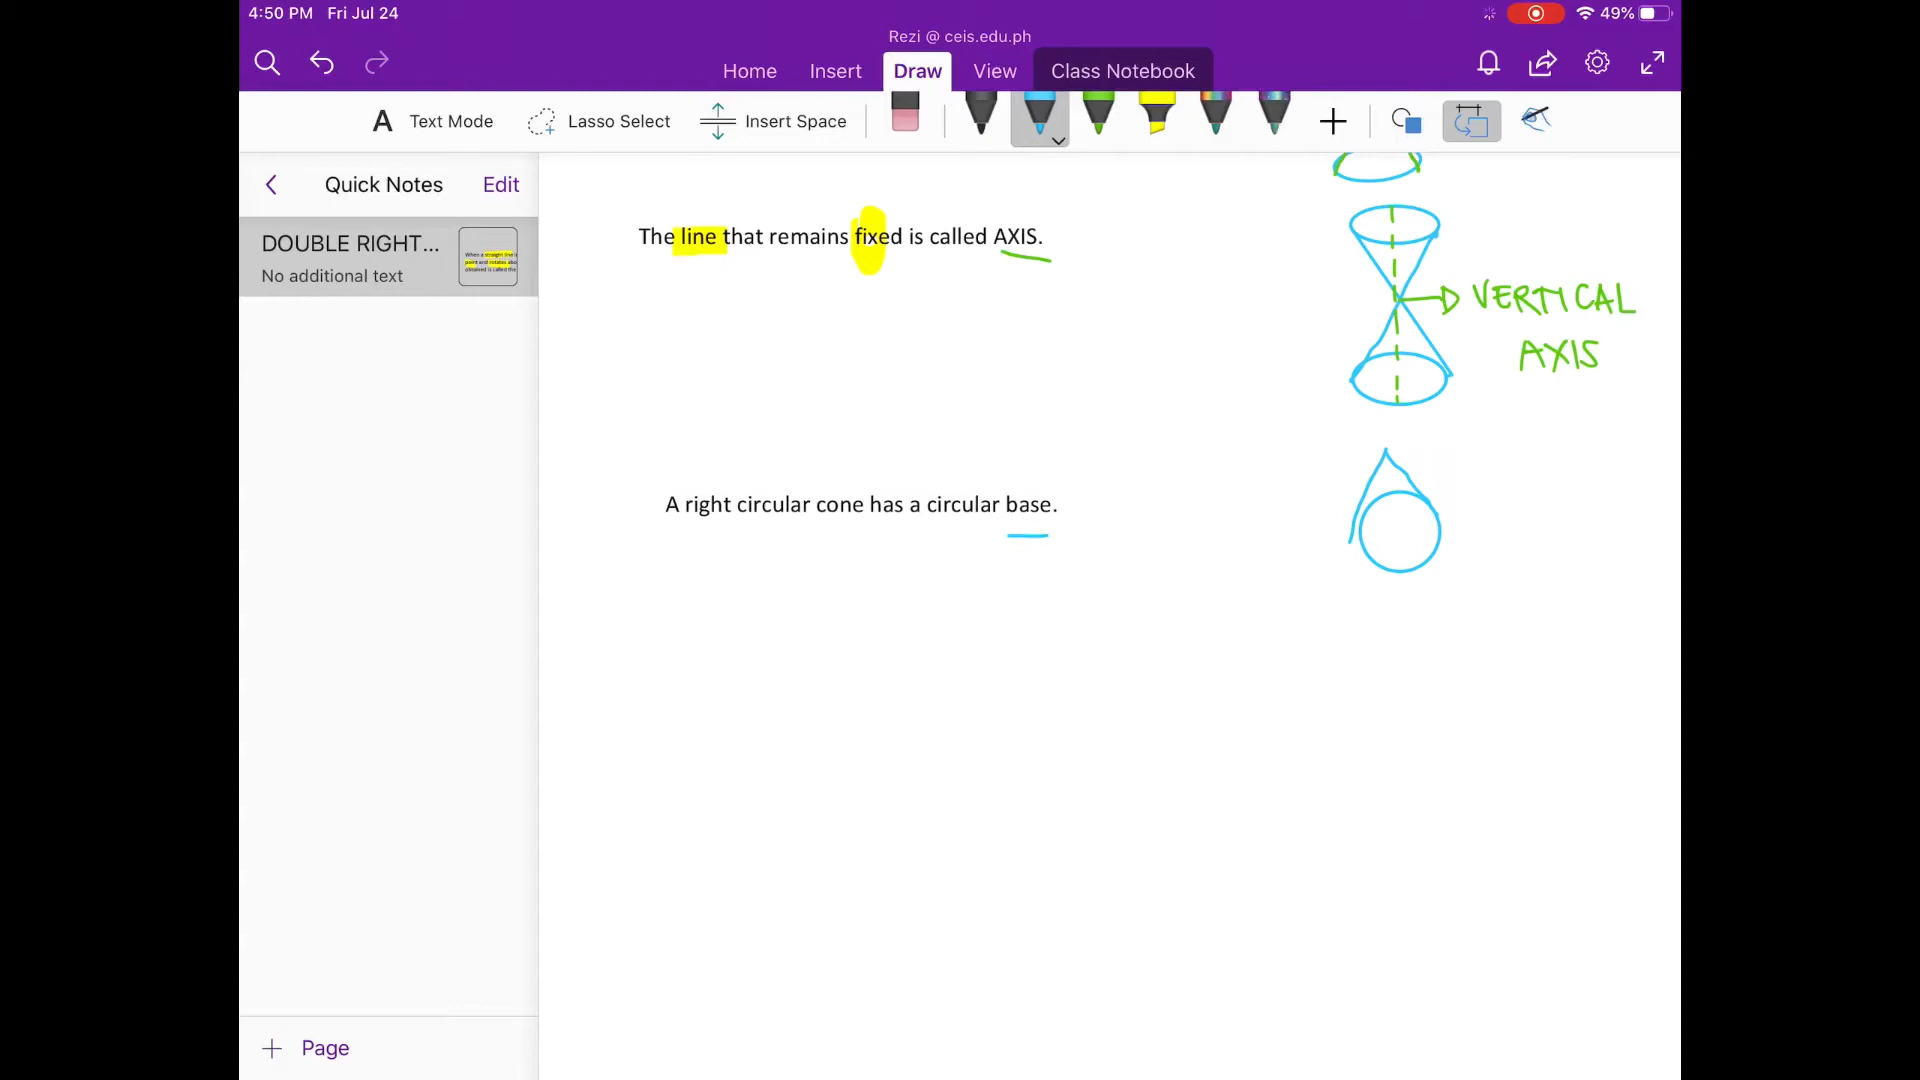 4:50 PM Fri Jul 24
49%
Rezi @ ceis.edu.ph
Home Insert Draw View Class Notebook
A Text Mode Lasso Select Insert Space
Quick Notes Edit
DOUBLE RIGHT...
No additional text
The line that remains fixed is called AXIS.
VERTICAL
AXIS
A right circular cone has a circular base.
+ Page